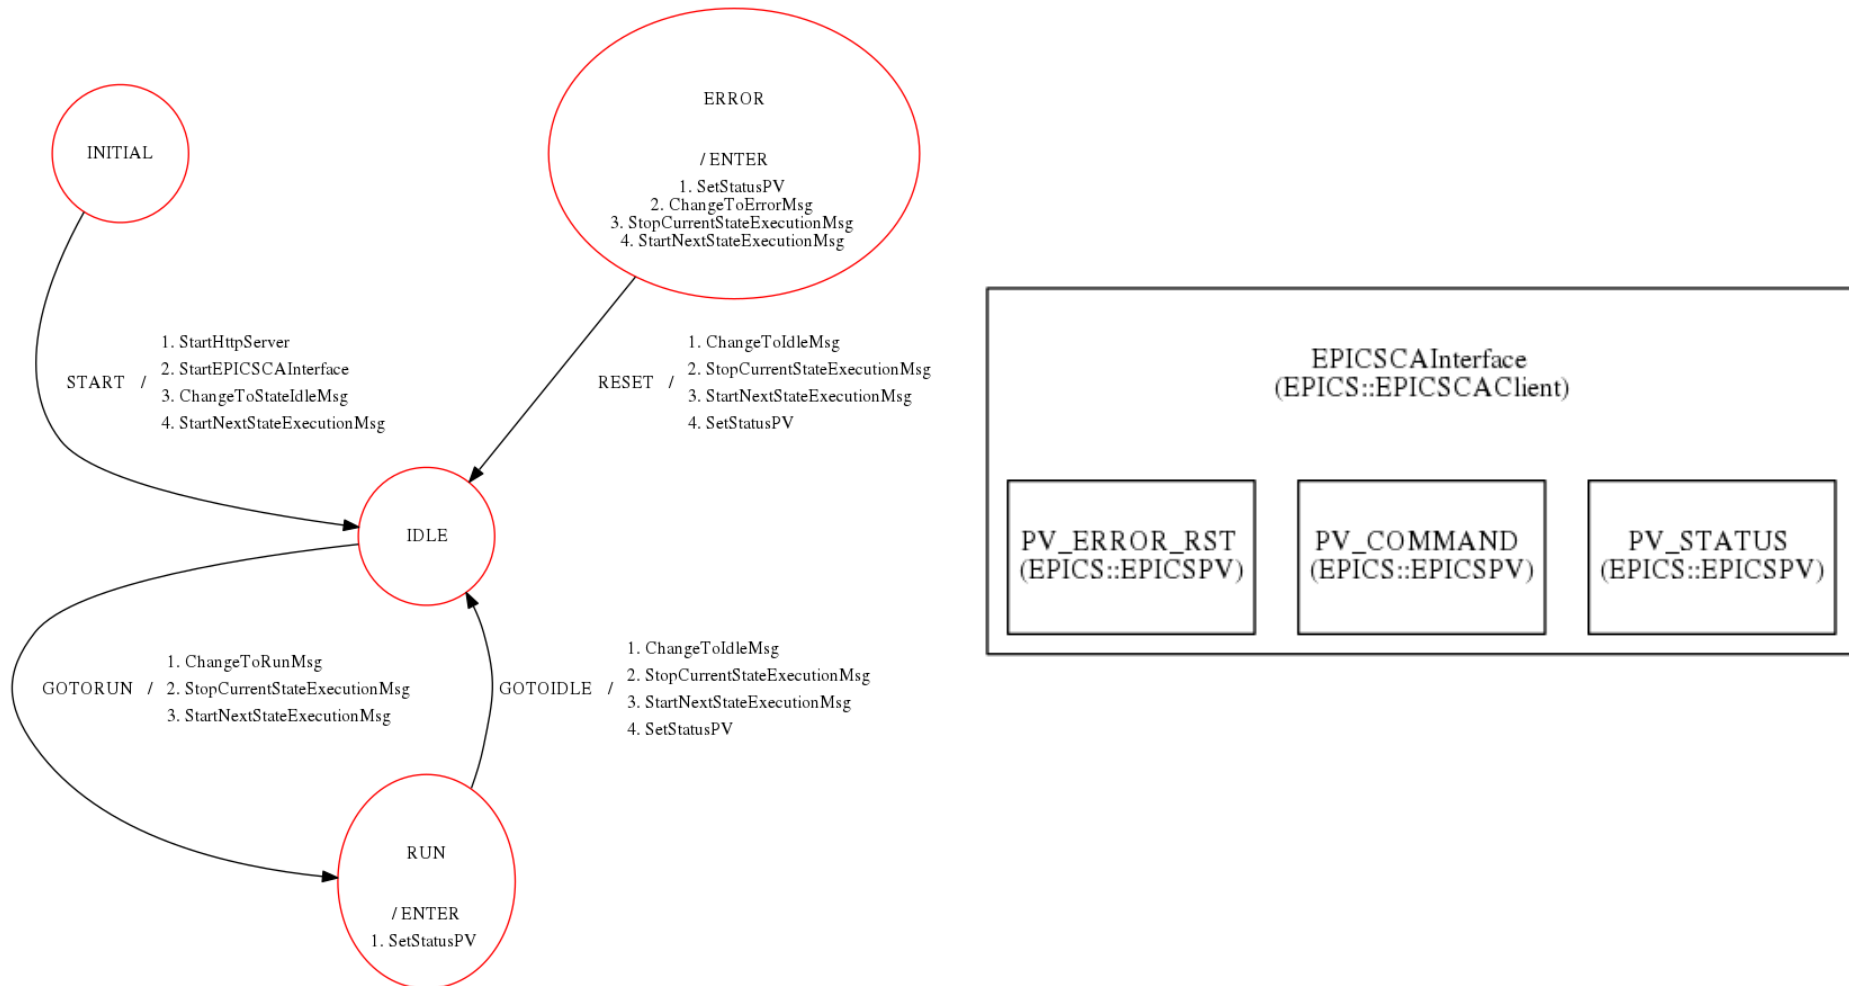 INITIAL
ERROR
/ ENTER
1. SetStatusPV
2. ChangeToErrorMsg
3. StopCurrentStateExecutionMsg
4. StartNextStateExecutionMsg
START /
1. StartHttpServer
2. StartEPICSCAInterface
3. ChangeToStateIdleMsg
4. StartNextStateExecutionMsg
RESET /
1. ChangeToIdleMsg
2. StopCurrentStateExecutionMsg
3. StartNextStateExecutionMsg
4. SetStatusPV
IDLE
GOTORUN /
1. ChangeToRunMsg
2. StopCurrentStateExecutionMsg
3. StartNextStateExecutionMsg
GOTOIDLE /
1. ChangeToIdleMsg
2. StopCurrentStateExecutionMsg
3. StartNextStateExecutionMsg
4. SetStatusPV
RUN
/ ENTER
1. SetStatusPV
EPICSCAInterface
(EPICS::EPICSCAClient)
PV_ERROR_RST
(EPICS::EPICSPV)
PV_COMMAND
(EPICS::EPICSPV)
PV_STATUS
(EPICS::EPICSPV)